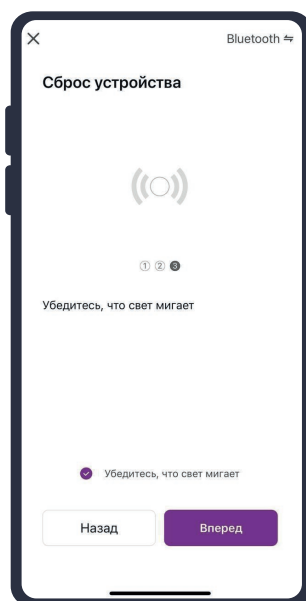 Bluetooth ⇋
Сброс устройства
① ② ❸
Убедитесь, что свет мигает
Убедитесь, что свет мигает
Назад
Вперед